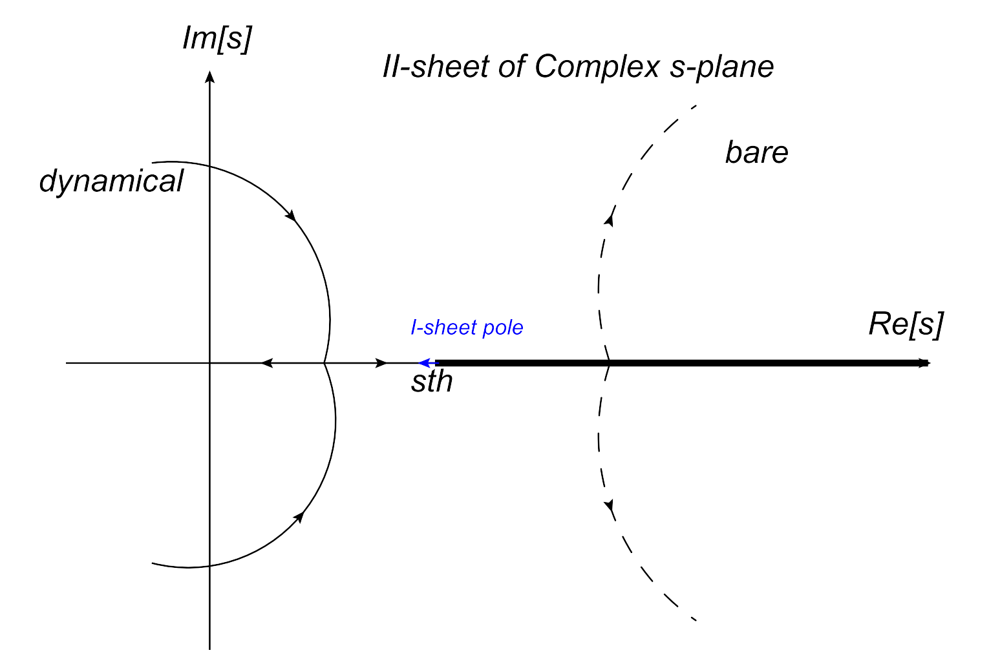 Im[s]
II-sheet of Complex s-plane
bare
dynamical
I-sheet pole
Re[s]
sth